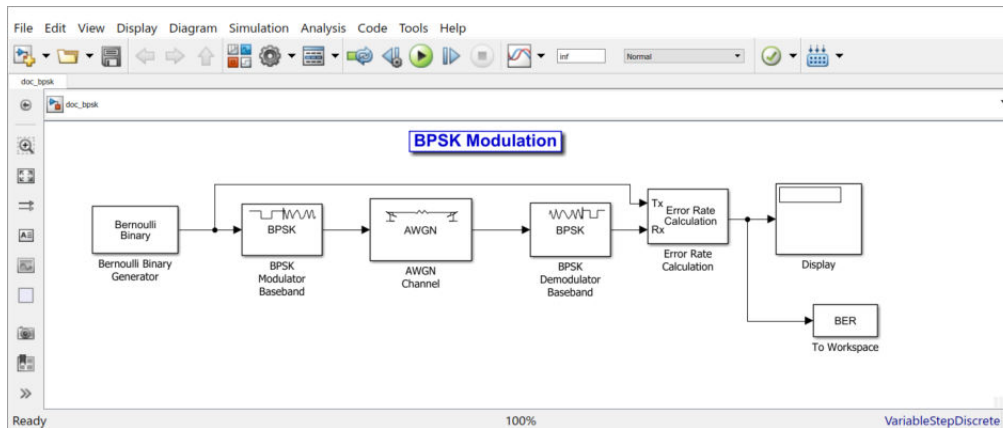 File Edit View Display Diagram Simulation Analysis Code Tools Help
inf
Normal
doc_bpsk
doc_bpsk
BPSK Modulation
Bernoulli
Binary
Bernoulli Binary
Generator
BPSK
BPSK
Modulator
Baseband
AWGN
AWGN
Channel
BPSK
BPSK
Demodulator
Baseband
Tx
Rx
Error Rate
Calculation
Error Rate
Calculation
Display
BER
To Workspace
Ready
100%
VariableStepDiscrete